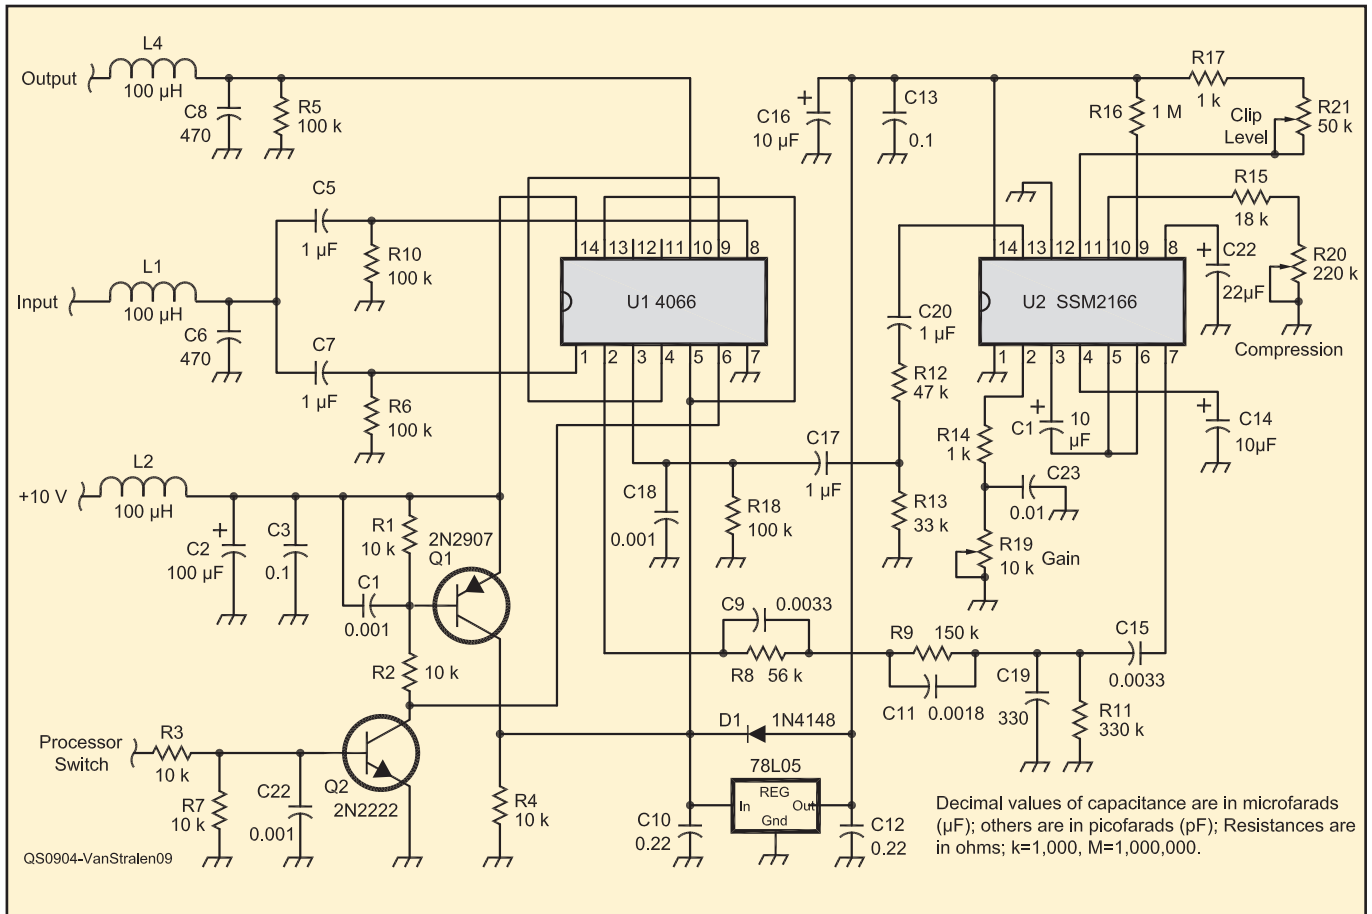 L4
Output
100 µH
C8
470
R5
100 k
C16
10 µF
+
C13
0.1
R16
1 M
R17
1 k
Clip
Level
R21
50 k
C5
1 µF
R10
100 k
L1
Input
100 µH
C6
470
C7
1 µF
R6
100 k
14 13 12 11 10 9 8
U1 4066
1 2 3 4 5 6 7
14 13 12 11 10 9 8
U2 SSM2166
1 2 3 4 5 6 7
R15
18 k
+
C22
22µF
R20
220 k
Compression
C20
1 µF
R12
47 k
R14
1 k
+
C1
10
µF
+
C14
10µF
L2
+10 V
100 µH
+
C2
100 µF
C3
0.1
R1
10 k
2N2907
Q1
C1
0.001
R2
10 k
C18
0.001
R18
100 k
C17
1 µF
R13
33 k
C23
0.01
R19
10 k
Gain
C9
0.0033
R8
56 k
R9
150 k
C11
0.0018
C19
330
R11
330 k
C15
0.0033
Processor
Switch
R3
10 k
R7
10 k
C22
0.001
Q2
2N2222
R4
10 k
D1
1N4148
78L05
REG
In
Out
Gnd
C10
0.22
C12
0.22
Decimal values of capacitance are in microfarads
(µF); others are in picofarads (pF); Resistances are
in ohms; k=1,000, M=1,000,000.
QS0904-VanStralen09